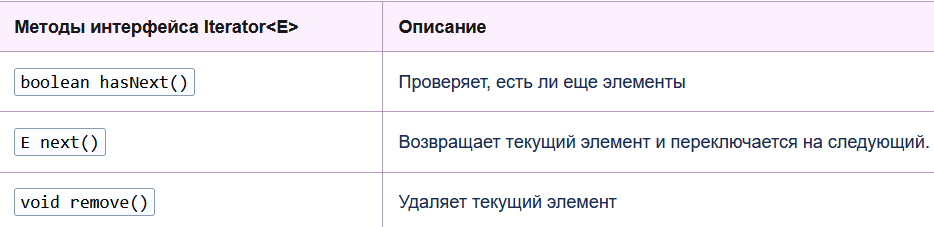 Методы интерфейса Iterator<E> Описание
boolean hasNext() Проверяет, есть ли еще элементы
E next() Возвращает текущий элемент и переключается на следующий.
void remove() Удаляет текущий элемент